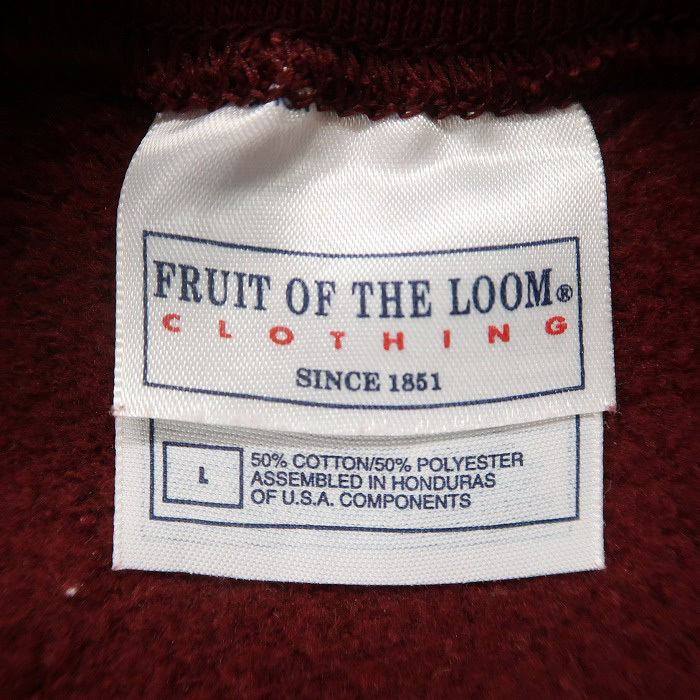 FRUIT OF THE LOOM®
CLOTHING
SINCE 1851
L
50% COTTON/50% POLYESTER
ASSEMBLED IN HONDURAS
OF U.S.A. COMPONENTS